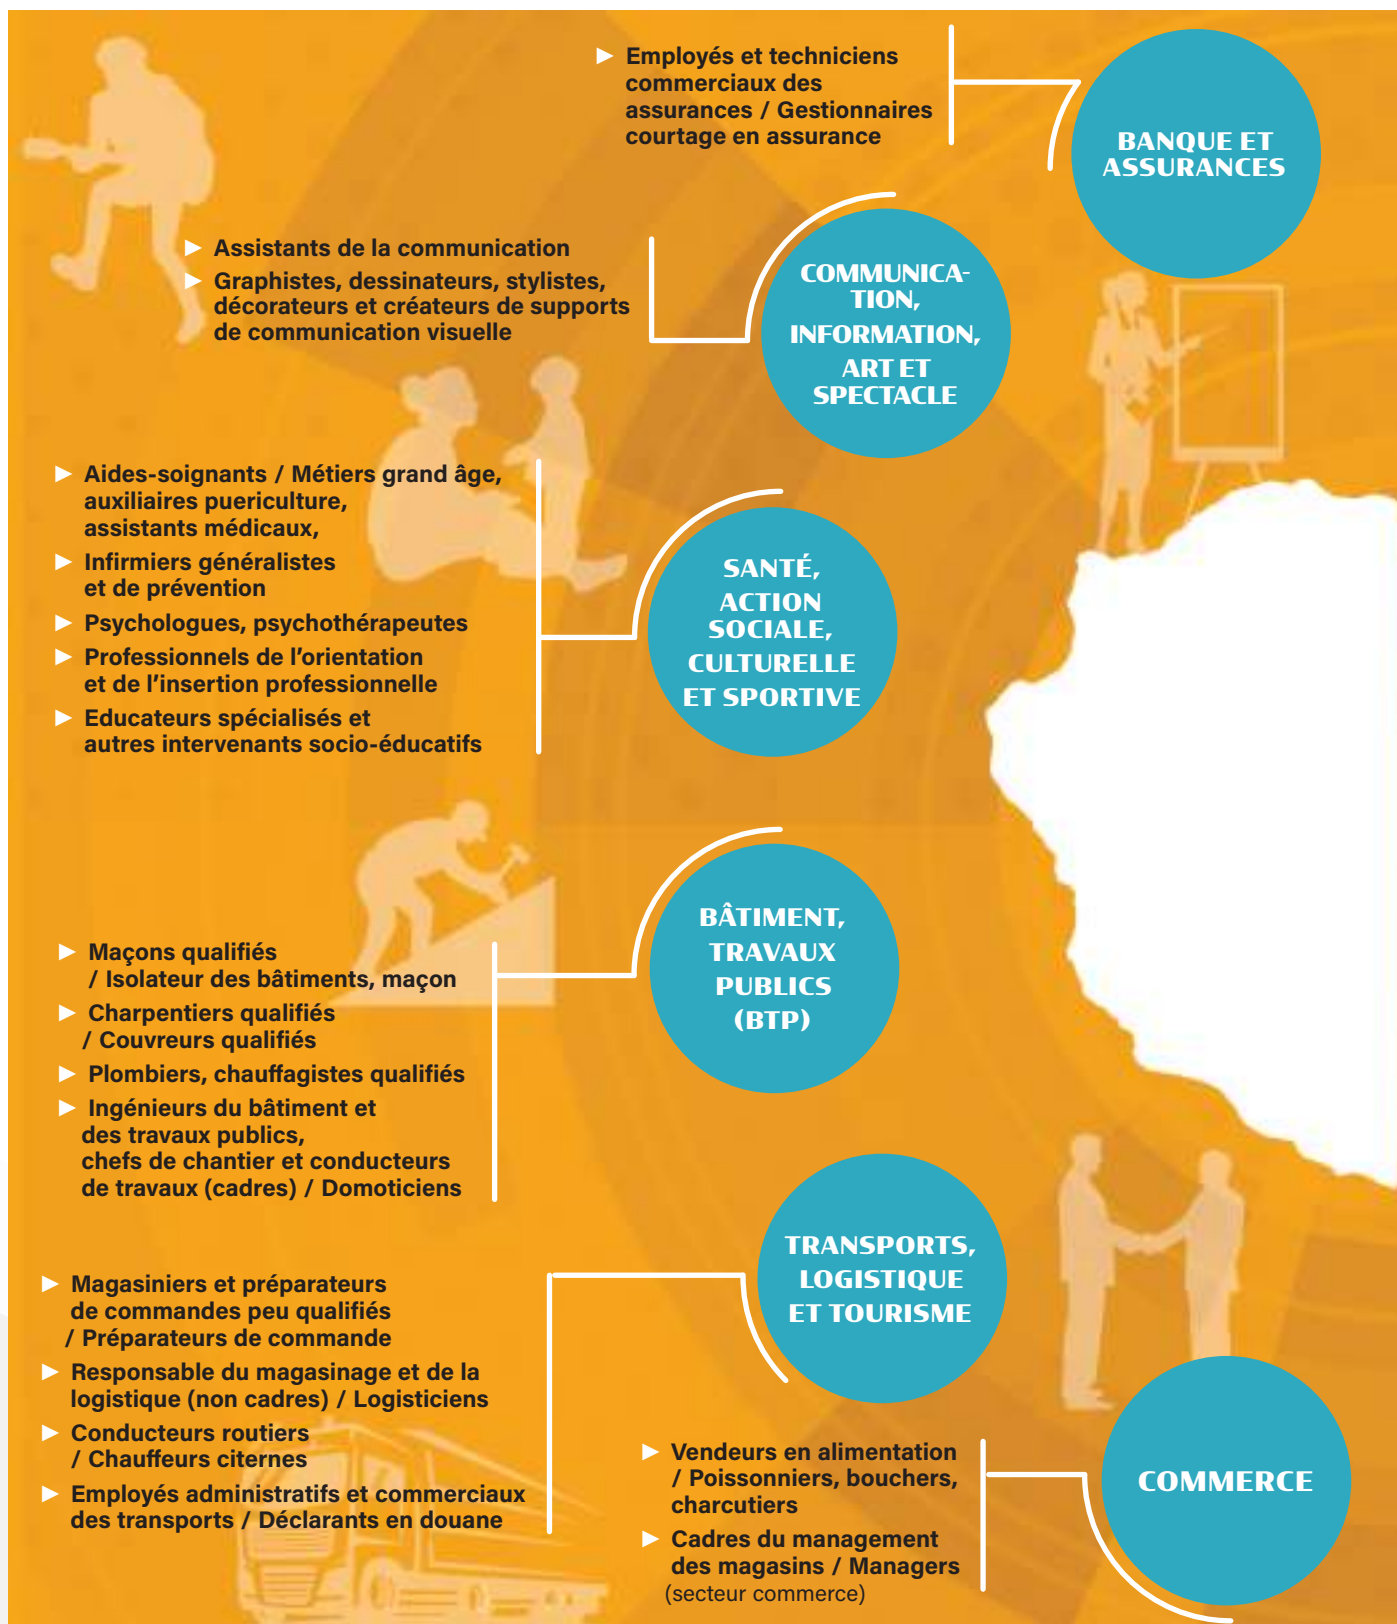 ► Employés et techniciens
commerciaux des
assurances / Gestionnaires
courtage en assurance
BANQUE ET
ASSURANCES
► Assistants de la communication
► Graphistes, dessinateurs, stylistes,
décorateurs et créateurs de supports
de communication visuelle
COMMUNICA-
TION,
INFORMATION,
ART ET
SPECTACLE
► Aides-soignants / Métiers grand âge,
auxiliaires puericulture,
assistants médicaux,
► Infirmiers généralistes
et de prévention
► Psychologues, psychothérapeutes
► Professionnels de l'orientation
et de l'insertion professionnelle
► Educateurs spécialisés et
autres intervenants socio-éducatifs
SANTÉ,
ACTION
SOCIALE,
CULTURELLE
ET SPORTIVE
► Maçons qualifiés
/ Isolateur des bâtiments, maçon
► Charpentiers qualifiés
/ Couvreurs qualifiés
► Plombiers, chauffagistes qualifiés
► Ingénieurs du bâtiment et
des travaux publics,
chefs de chantier et conducteurs
de travaux (cadres) / Domoticiens
BÂTIMENT,
TRAVAUX
PUBLICS
(BTP)
► Magasiniers et préparateurs
de commandes peu qualifiés
/ Préparateurs de commande
► Responsable du magasinage et de la
logistique (non cadres) / Logisticiens
► Conducteurs routiers
/ Chauffeurs citernes
► Employés administratifs et commerciaux
des transports / Déclarants en douane
TRANSPORTS,
LOGISTIQUE
ET TOURISME
► Vendeurs en alimentation
/ Poissonniers, bouchers,
charcutiers
► Cadres du management
des magasins / Managers
(secteur commerce)
COMMERCE